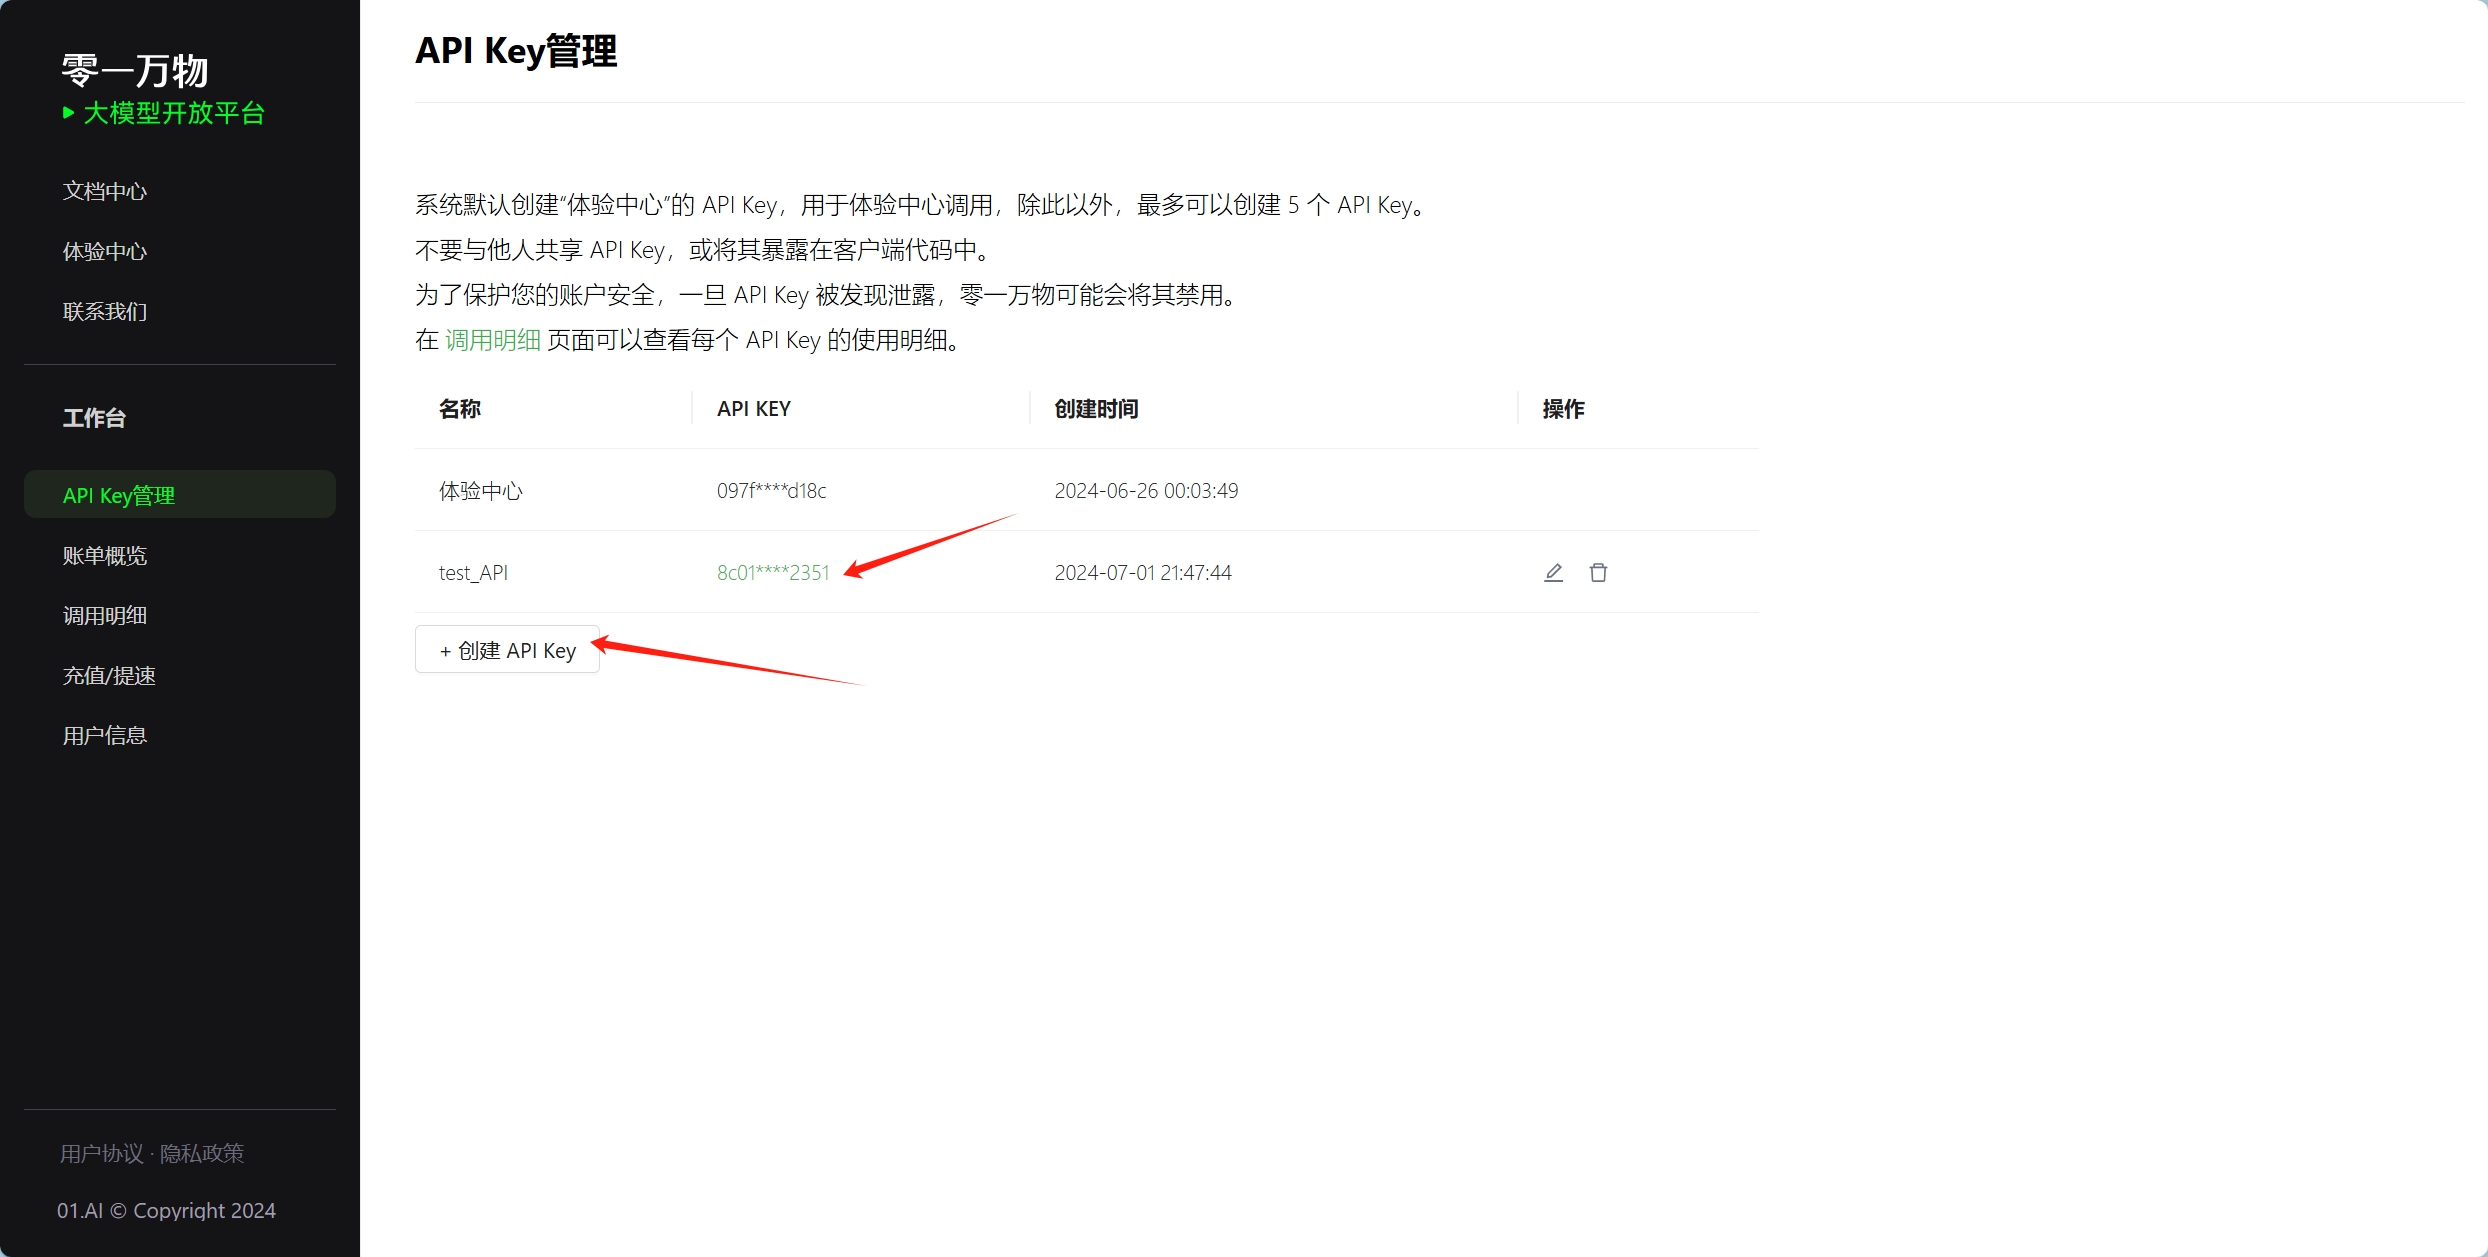 零一万物
大模型开放平台
文档中心
体验中心
联系我们
工作台
API Key管理
账单概览
调用明细
充值/提速
用户信息
用户协议 · 隐私政策
01.AI © Copyright 2024
API Key管理
系统默认创建“体验中心”的 API Key，用于体验中心调用，除此以外，最多可以创建 5 个 API Key。
不要与他人共享 API Key，或将其暴露在客户端代码中。
为了保护您的账户安全，一旦 API Key 被发现泄露，零一万物可能会将其禁用。
在 调用明细 页面可以查看每个 API Key 的使用明细。
名称 API KEY 创建时间 操作
体验中心 097f****d18c 2024-06-26 00:03:49
test_API 8c01****2351 2024-07-01 21:47:44
+ 创建 API Key